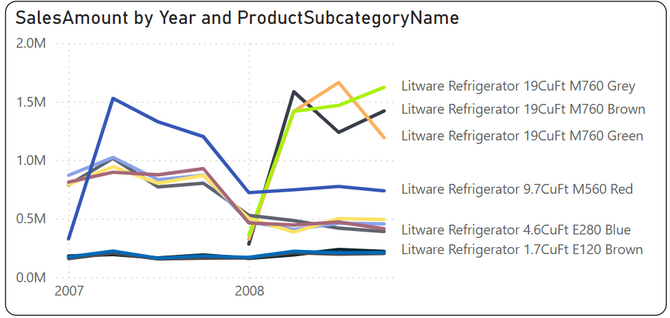 SalesAmount by Year and ProductSubcategoryName
2.0M
Litware Refrigerator 19CuFt M760 Grey
1.5M
Litware Refrigerator 19CuFt M760 Brown
Litware Refrigerator 19CuFt M760 Green
1.0M
Litware Refrigerator 9.7CuFt M560 Red
0.5M
Litware Refrigerator 4.6CuFt E280 Blue
Litware Refrigerator 1.7CuFt E120 Brown
0.0M
2007
2008